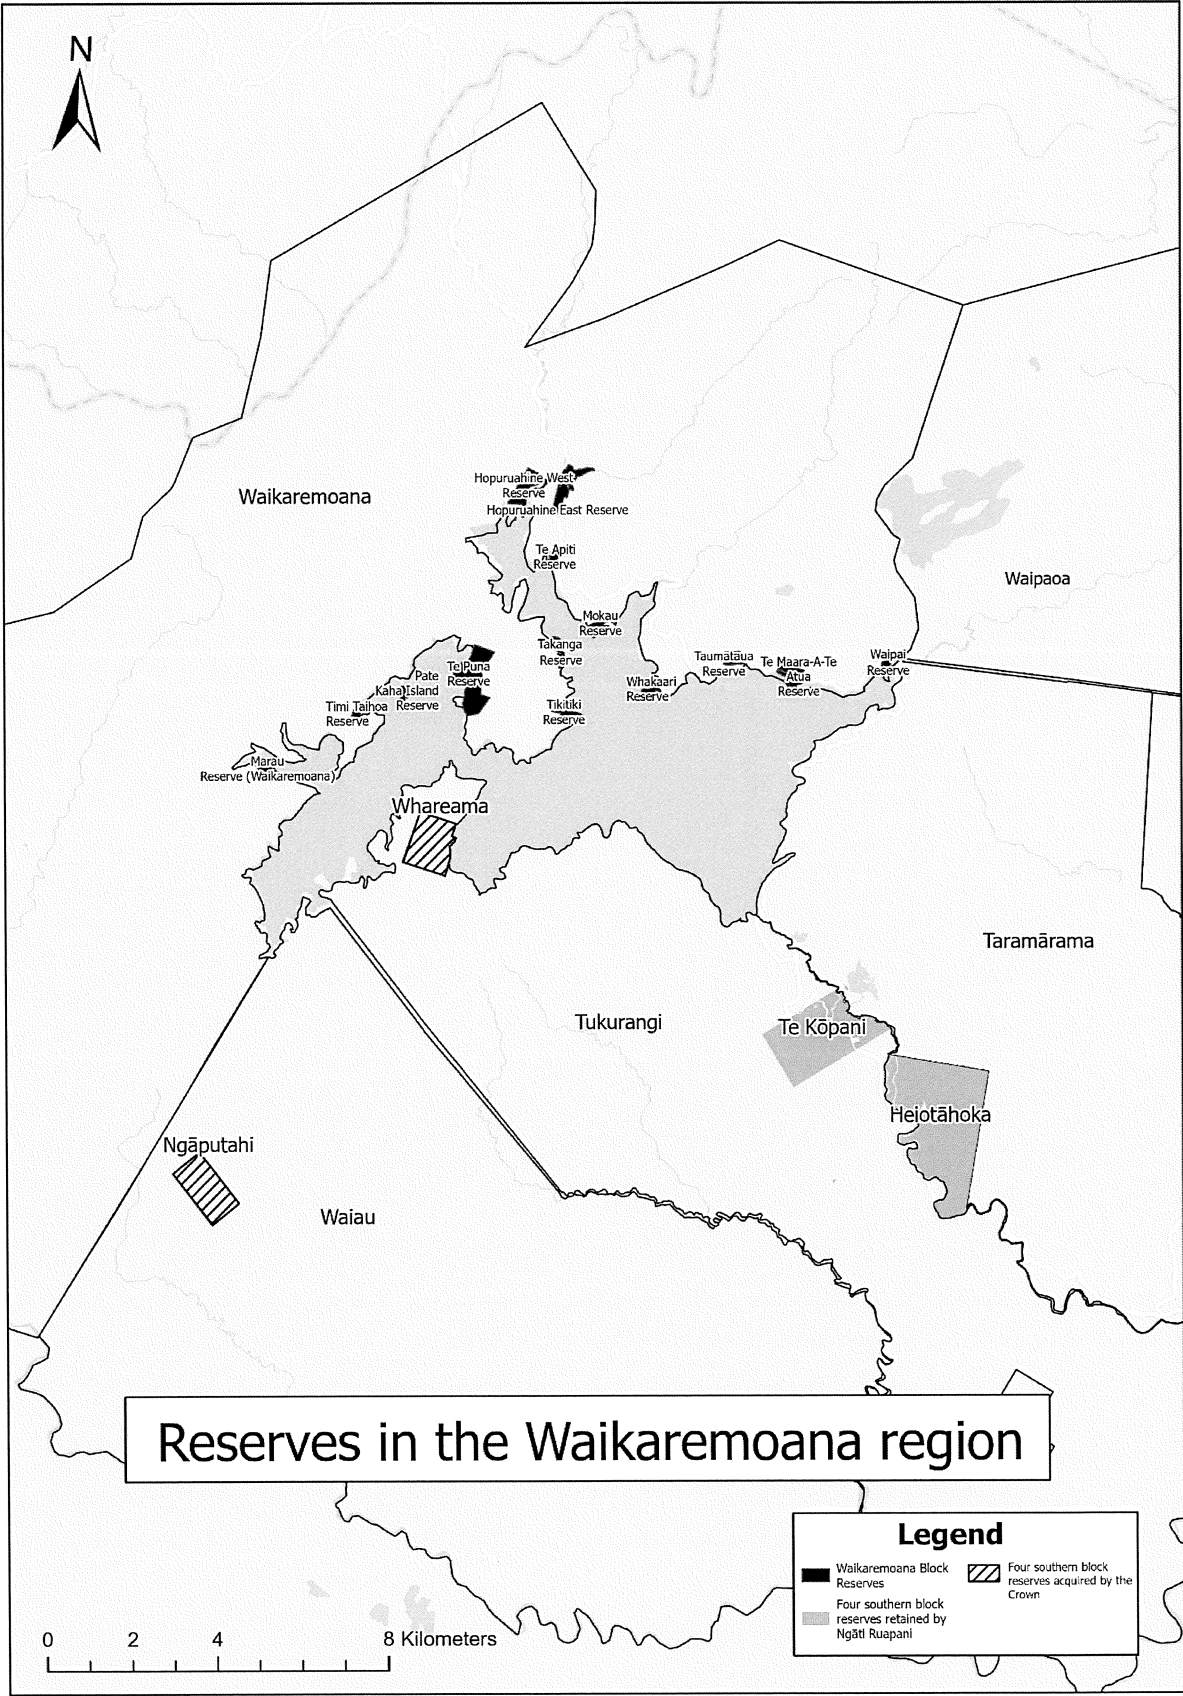 N
Waikaremoana
Hopuruahine West
Reserve
Hopuruahine East Reserve
Te Apiti
Reserve
Waipaoa
Mokau
Reserve
Takanga
Reserve
Taumatāua
Reserve
Te Maara-A-Te
Atua
Reserve
Waipai
Reserve
Te Puna
Reserve
Pate
Kaha Island
Reserve
Whakaari
Reserve
Timi Taihoa
Reserve
Tikitiki
Reserve
Marau
Reserve (Waikaremoana)
Whareama
Taramārama
Tukurangi
Te Kōpani
Heiotāhoka
Ngāputahi
Waiau
Reserves in the Waikaremoana region
Legend
Waikaremoana Block
Reserves
Four southern block
reserves retained by
Ngāti Ruapani
Four southern block
reserves acquired by the
Crown
0 2 4 8 Kilometers